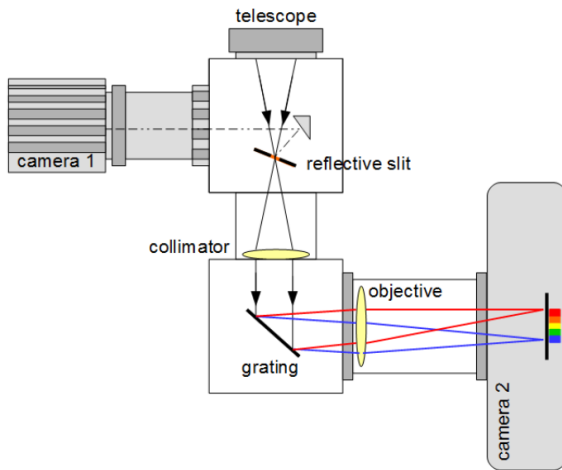 telescope
camera 1
reflective slit
collimator
objective
grating
camera 2